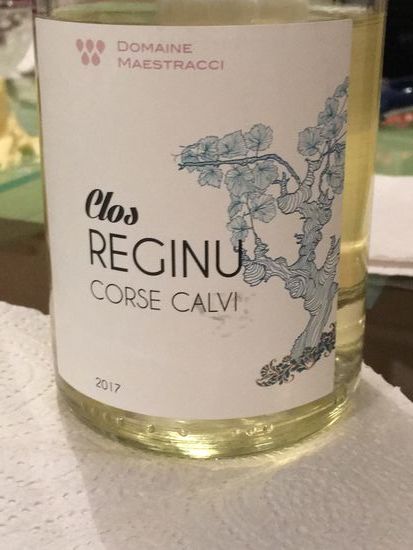 DOMAINE
MAESTRACCI
Clos
REGINU
CORSE CALVI
2017